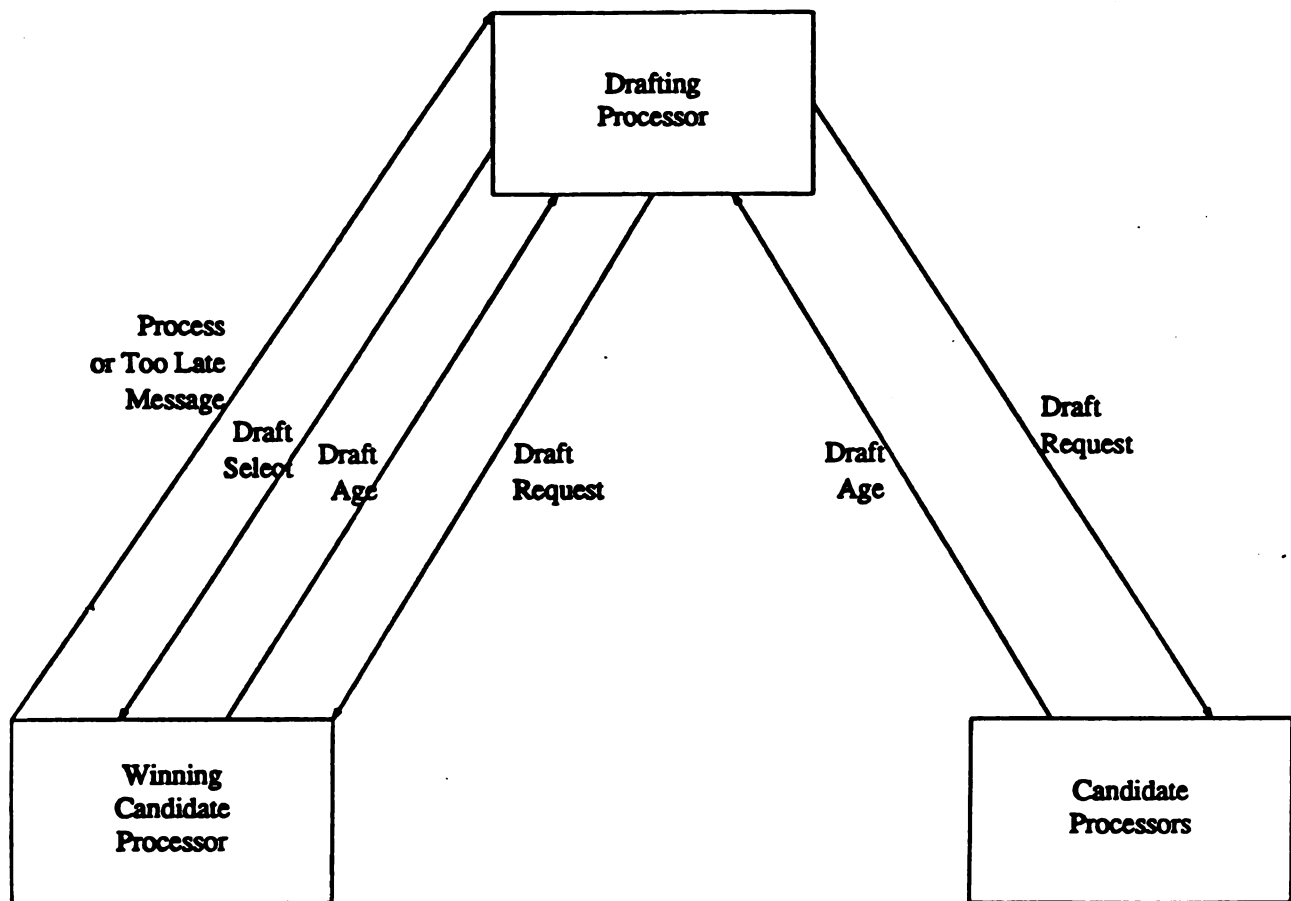 Drafting
Processor
Process
or Too Late
Message
Draft
Select
Draft
Age
Draft
Request
Draft
Age
Draft
Request
Winning
Candidate
Processor
Candidate
Processors